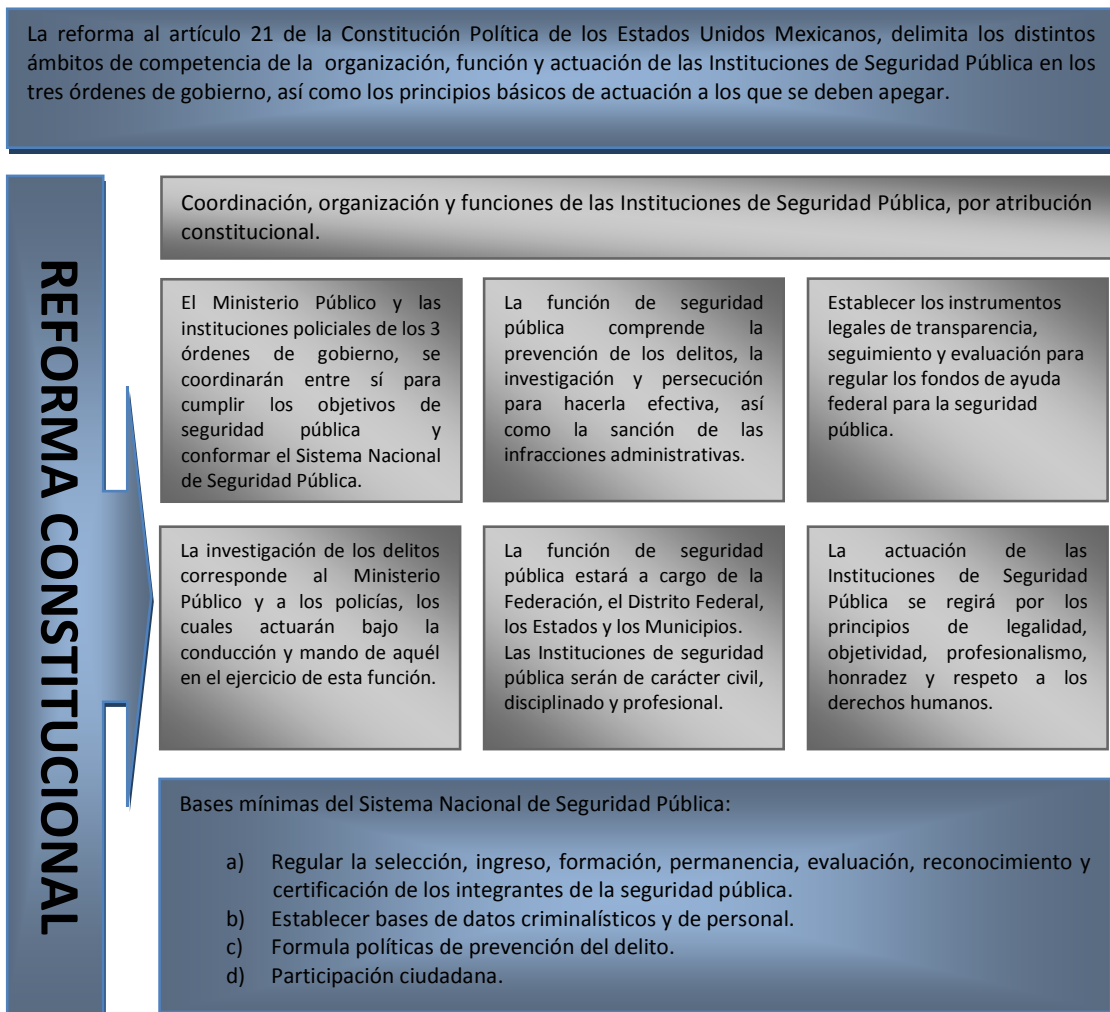 La reforma al artículo 21 de la Constitución Política de los Estados Unidos Mexicanos, delimita los distintos
ámbitos de competencia de la organización, función y actuación de las Instituciones de Seguridad Pública en los
tres órdenes de gobierno, así como los principios básicos de actuación a los que se deben apegar.
REFORMA CONSTITUCIONAL
Coordinación, organización y funciones de las Instituciones de Seguridad Pública, por atribución
constitucional.
El Ministerio Público y las
instituciones policiales de los 3
órdenes de gobierno, se
coordinarán entre sí para
cumplir los objetivos de
seguridad pública y
conformar el Sistema Nacional
de Seguridad Pública.
La función de seguridad
pública comprende la
prevención de los delitos, la
investigación y persecución
para hacerla efectiva, así
como la sanción de las
infracciones administrativas.
Establecer los instrumentos
legales de transparencia,
seguimiento y evaluación para
regular los fondos de ayuda
federal para la seguridad
pública.
La investigación de los delitos
corresponde al Ministerio
Público y a los policías, los
cuales actuarán bajo la
conducción y mando de aquél
en el ejercicio de esta función.
La función de seguridad
pública estará a cargo de la
Federación, el Distrito Federal,
los Estados y los Municipios.
Las Instituciones de seguridad
pública serán de carácter civil,
disciplinado y profesional.
La actuación de las
Instituciones de Seguridad
Pública se regirá por los
principios de legalidad,
objetividad, profesionalismo,
honradez y respeto a los
derechos humanos.
Bases mínimas del Sistema Nacional de Seguridad Pública:
a) Regular la selección, ingreso, formación, permanencia, evaluación, reconocimiento y
certificación de los integrantes de la seguridad pública.
b) Establecer bases de datos criminalísticos y de personal.
c) Formula políticas de prevención del delito.
d) Participación ciudadana.